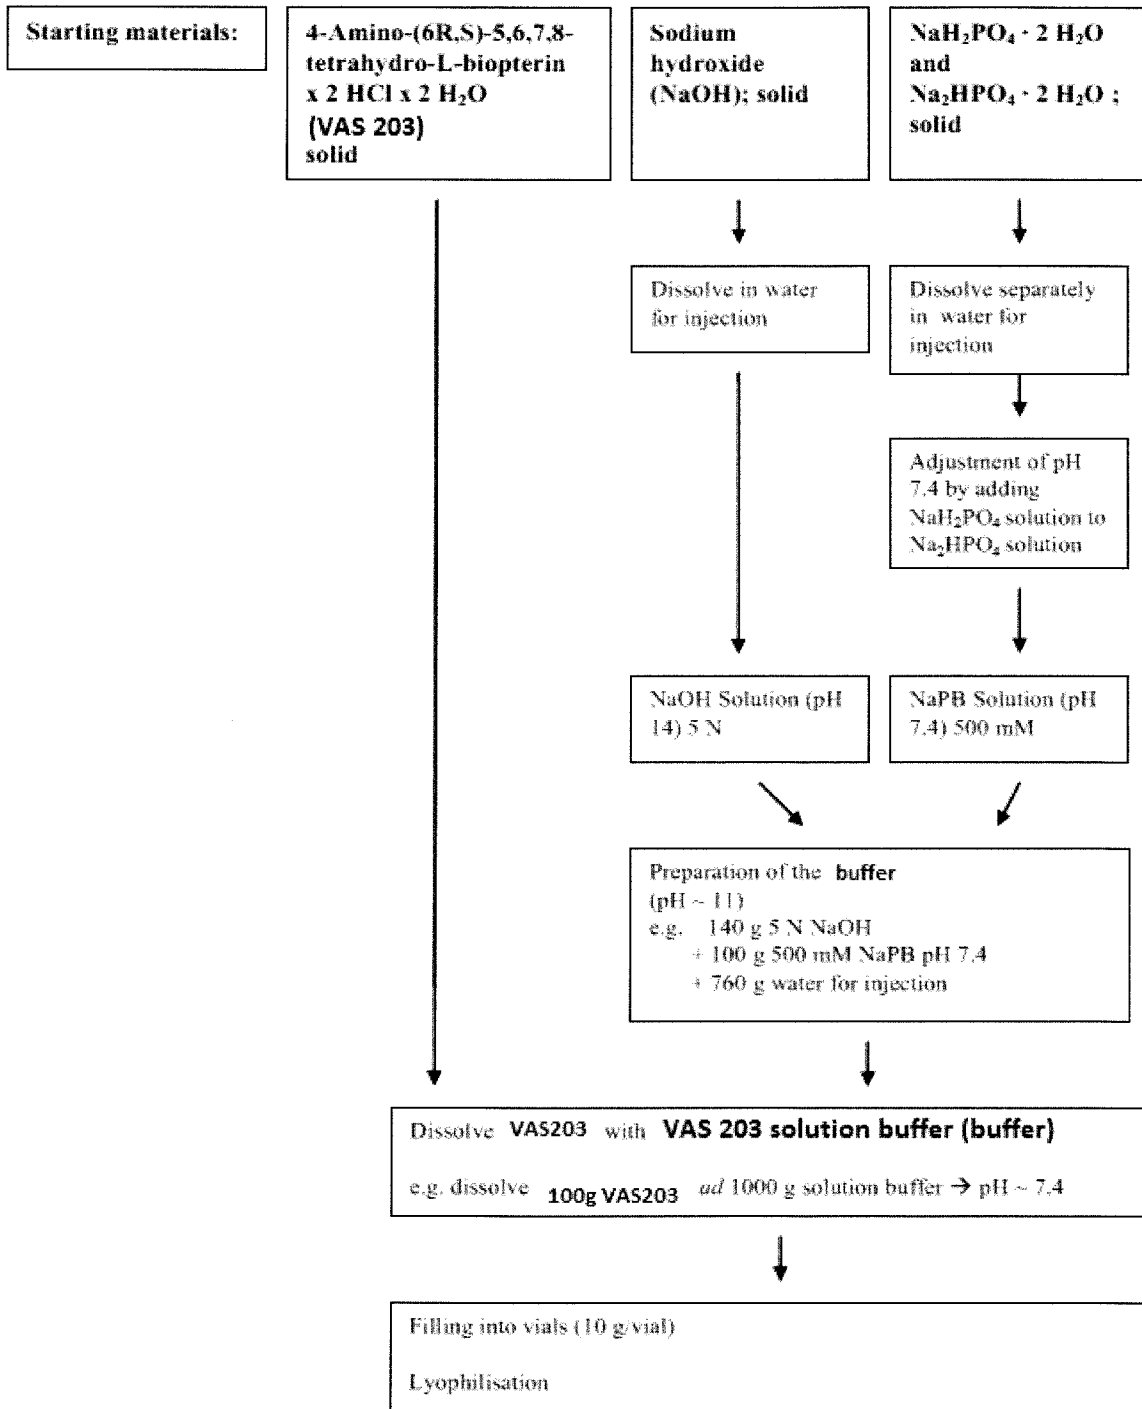 Starting materials:
4-Amino-(6R,S)-5,6,7,8-
tetrahydro-L-biopterin
x 2 HCl x 2 H₂O
(VAS 203)
solid
Sodium
hydroxide
(NaOH); solid
NaH₂PO₄ · 2 H₂O
and
Na₂HPO₄ · 2 H₂O ;
solid
Dissolve in water
for injection
Dissolve separately
in water for
injection
Adjustment of pH
7.4 by adding
NaH₂PO₄ solution to
Na₂HPO₄ solution
NaOH Solution (pH
14) 5 N
NaPB Solution (pH
7.4) 500 mM
Preparation of the buffer
(pH ~ 11)
e.g. 140 g 5 N NaOH
+ 100 g 500 mM NaPB pH 7.4
+ 760 g water for injection
Dissolve VAS203 with VAS 203 solution buffer (buffer)
e.g. dissolve 100g VAS203 ad 1000 g solution buffer → pH ~ 7.4
Filling into vials (10 g/vial)
Lyophilisation